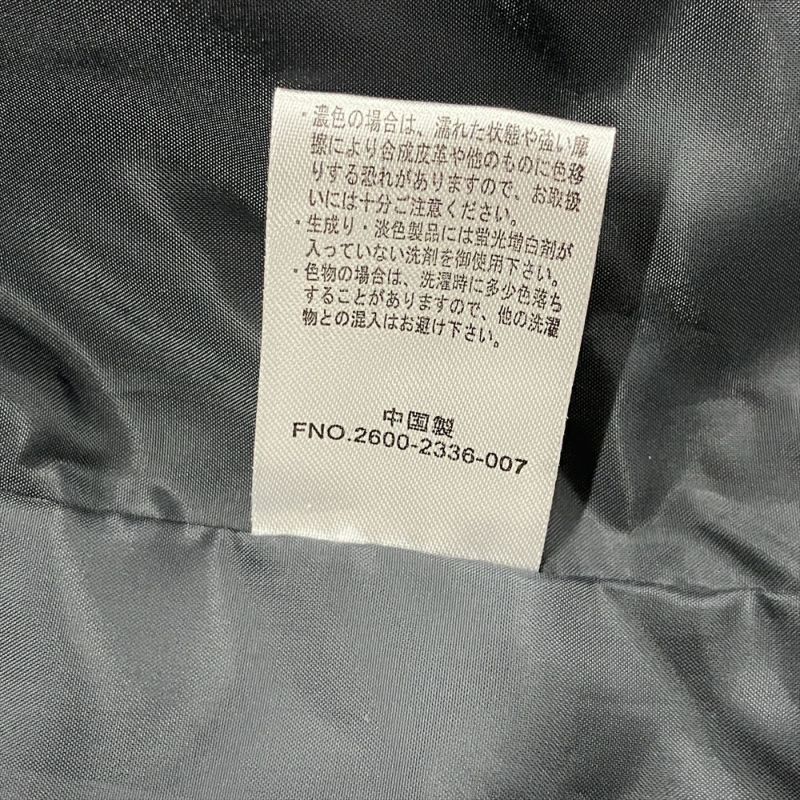 ・濃色の場合は、濡れた状態や強い摩
擦により合成皮革や他のものに色移
りする恐れがありますので、お取扱
いには十分ご注意ください。
・生成り・淡色製品には蛍光増白剤が
入っていない洗剤を御使用下さい。
・色物の場合は、洗濯時に多少色落ち
することがありますので、他の洗濯
物との混入はお避け下さい。
中国製
FNO.2600-2336-007